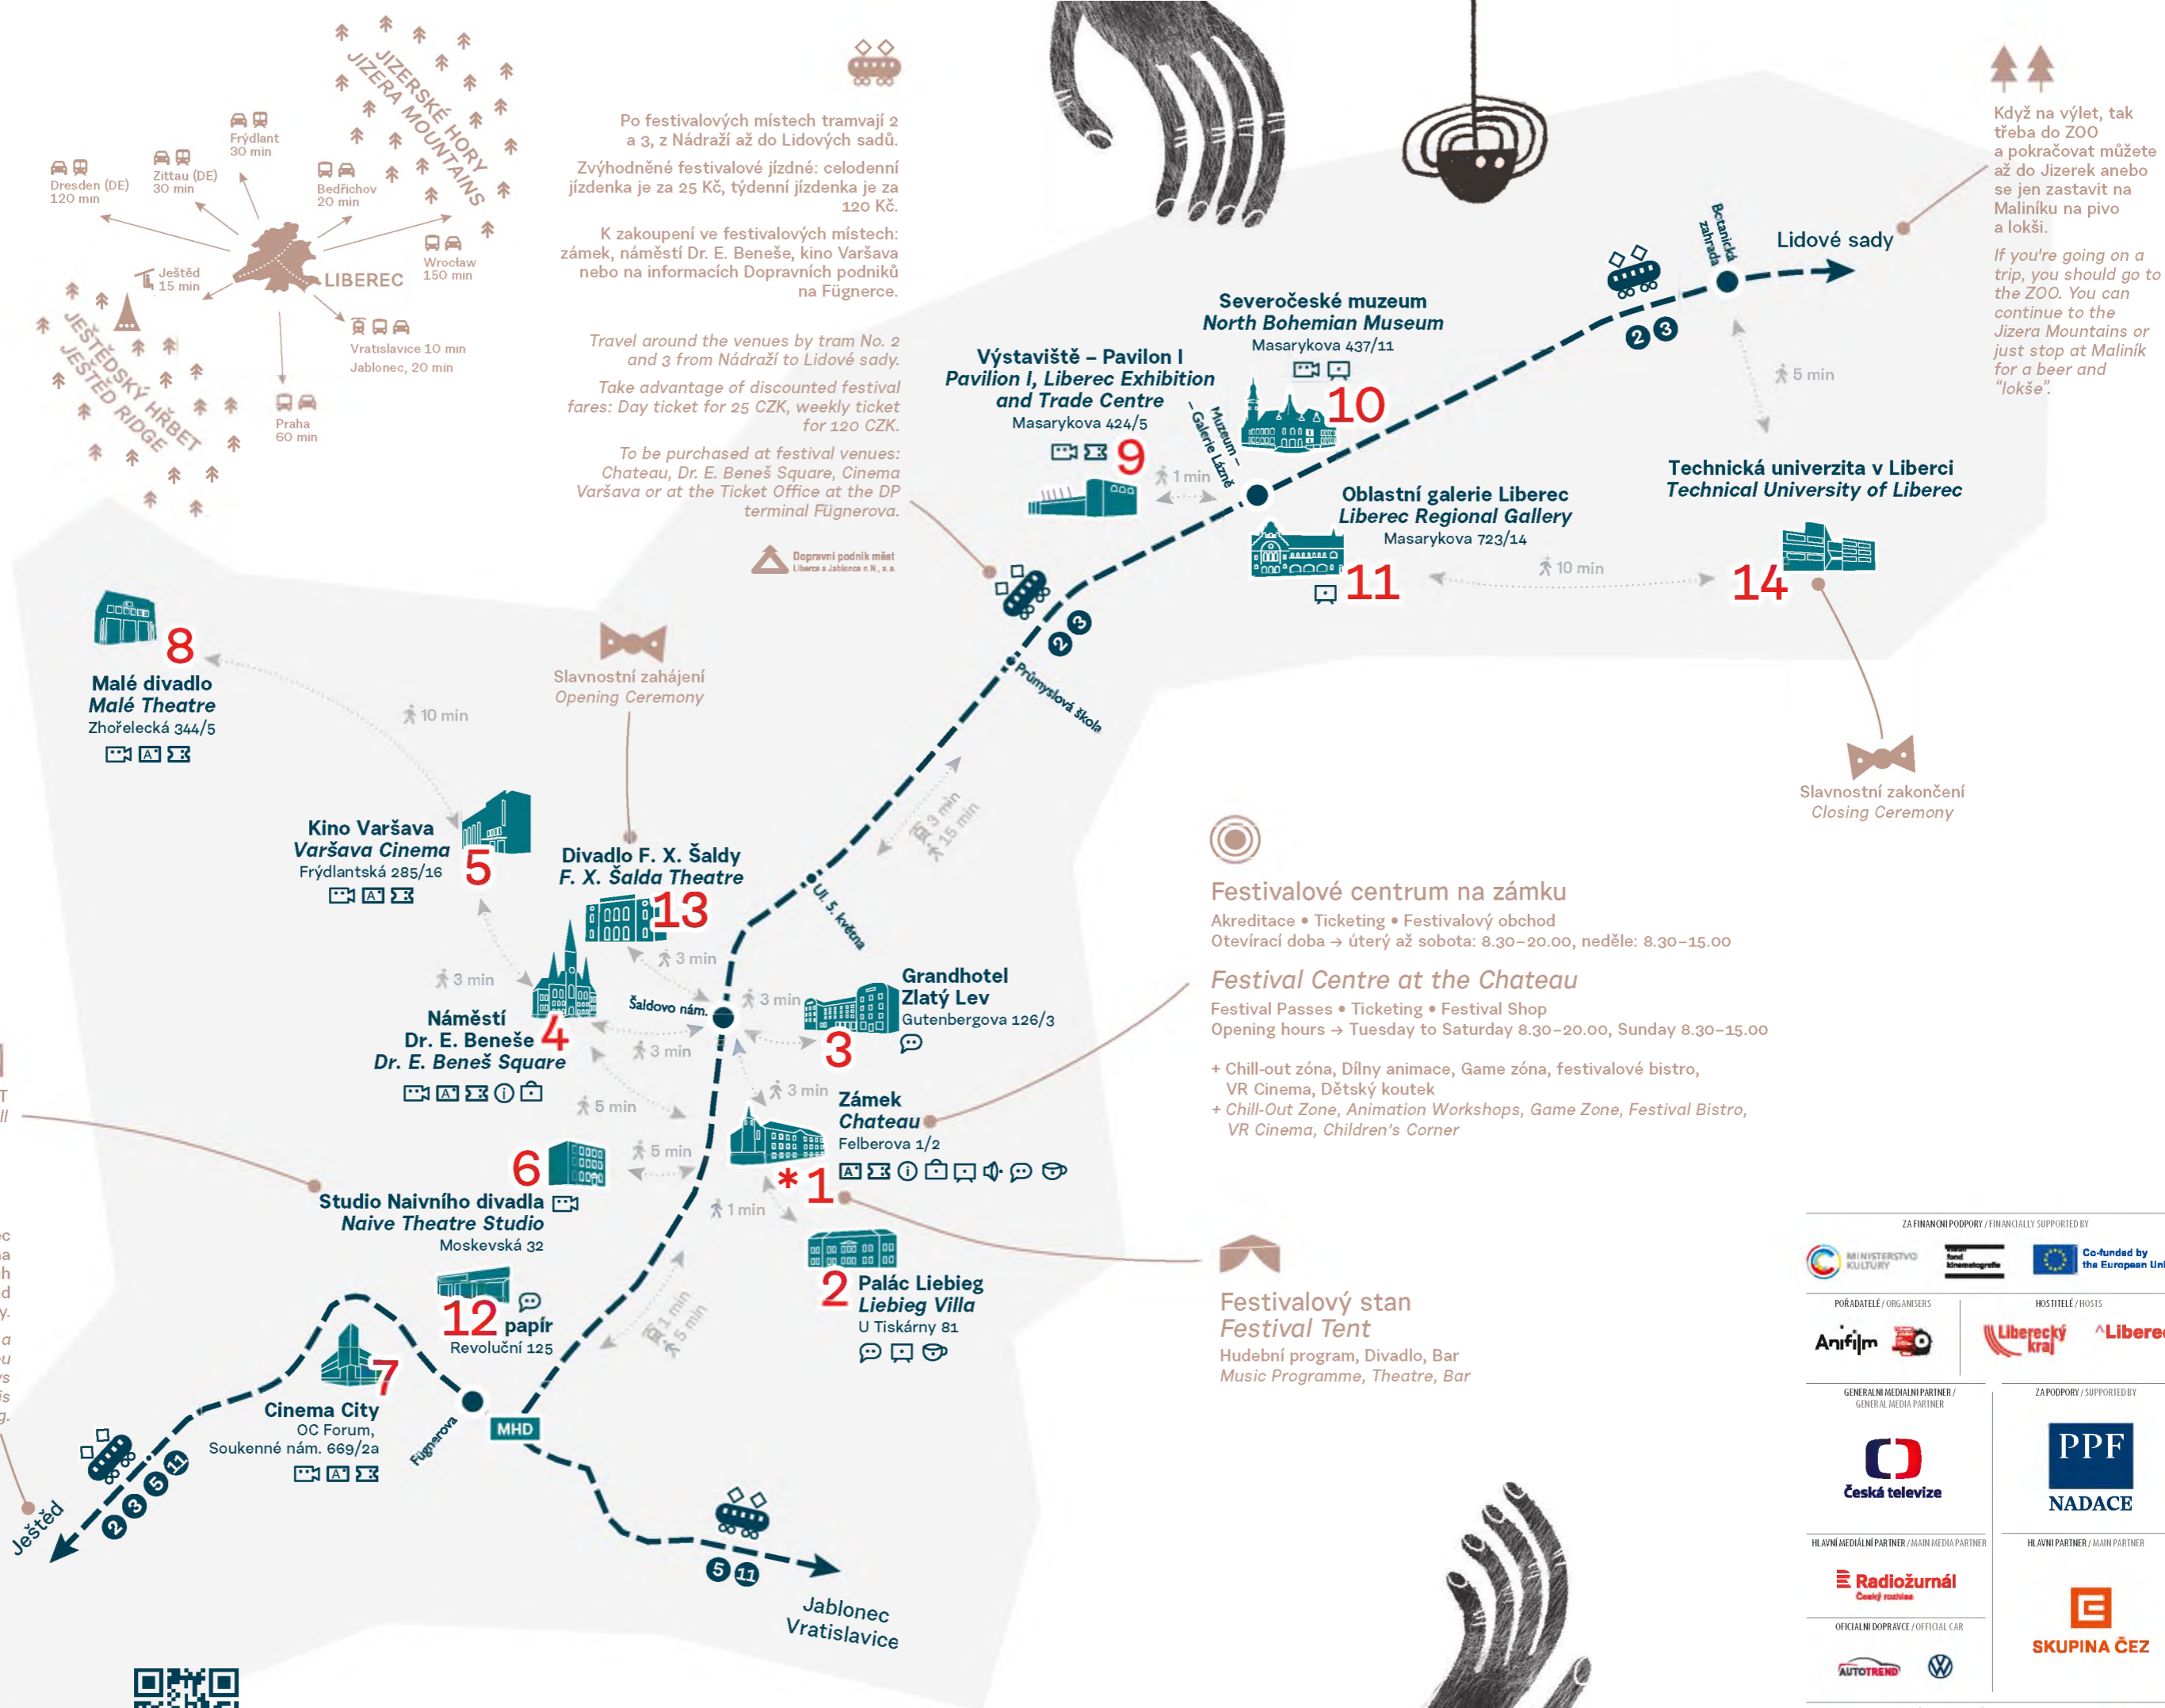 JIZERSKÉ HORY
JIZERA MOUNTAINS
Frýdlant
30 min
Zittau (DE)
30 min
Dresden (DE)
120 min
Bedřichov
20 min
Wrocław
150 min
LIBEREC
Ještěd
15 min
Vratislavice 10 min
Jablonec, 20 min
Praha
60 min
JEŠTĚDSKÝ HŘBET
JEŠTĚD RIDGE
Po festivalových místech tramvají 2
a 3, z Nádraží až do Lidových sadů.
Zvýhodněné festivalové jízdné: celodenní
jízdenka je za 25 Kč, týdenní jízdenka je za
120 Kč.
K zakoupení ve festivalových místech:
zámek, náměstí Dr. E. Beneše, kino Varšava
nebo na informacích Dopravních podniků
na Fügnerce.
Travel around the venues by tram No. 2
and 3 from Nádraží to Lidové sady.
Take advantage of discounted festival
fares: Day ticket for 25 CZK, weekly ticket
for 120 CZK.
To be purchased at festival venues:
Chateau, Dr. E. Beneš Square, Cinema
Varšava or at the Ticket Office at the DP
terminal Fügnerova.
Dopravní podnik měst
Liberce a Jablonce n.N., a.s.
Když na výlet, tak
třeba do ZOO
a pokračovat můžete
až do Jizerek anebo
se jen zastavit na
Maliníku na pivo
a lokši.
If you're going on a
trip, you should go to
the ZOO. You can
continue to the
Jizera Mountains or
just stop at Maliník
for a beer and
“lokše”.
Botanická
zahrada
Lidové sady
2 3
5 min
Severočeské muzeum
North Bohemian Museum
Masarykova 437/11
10
Výstaviště – Pavilon I
Pavilion I, Liberec Exhibition
and Trade Centre
Masarykova 424/5
9
1 min
Muzeum –
– Galerie Lázně
Oblastní galerie Liberec
Liberec Regional Gallery
Masarykova 723/14
11
10 min
Technická univerzita v Liberci
Technical University of Liberec
14
Slavnostní zakončení
Closing Ceremony
2 3
Průmyslová škola
3 min
15 min
Ul. 5. května
8
Malé divadlo
Malé Theatre
Zhořelecká 344/5
A
10 min
Slavnostní zahájení
Opening Ceremony
Kino Varšava
Varšava Cinema
Frýdlantská 285/16
5
A
Divadlo F. X. Šaldy
F. X. Šalda Theatre
13
3 min
3 min
Šaldovo nám.
3 min
Grandhotel
Zlatý Lev
Gutenbergova 126/3
3
Náměstí
Dr. E. Beneše
Dr. E. Beneš Square
4
A i
3 min
5 min
3 min
Zámek
Chateau
Felberova 1/2
A i
*1
5 min
6
Studio Naivního divadla
Naive Theatre Studio
Moskevská 32
1 min
2
Palác Liebieg
Liebieg Villa
U Tiskárny 81
1 min
5 min
12
papír
Revoluční 125
7
Cinema City
OC Forum,
Soukenné nám. 669/2a
A
Fügnerova
MHD
2 3 5 11
Ještěd
5 11
Jablonec
Vratislavice
Festivalové centrum na zámku
Akreditace • Ticketing • Festivalový obchod
Otevírací doba → úterý až sobota: 8.30–20.00, neděle: 8.30–15.00
Festival Centre at the Chateau
Festival Passes • Ticketing • Festival Shop
Opening hours → Tuesday to Saturday 8.30–20.00, Sunday 8.30–15.00
+ Chill-out zóna, Dílny animace, Game zóna, festivalové bistro,
VR Cinema, Dětský koutek
+ Chill-Out Zone, Animation Workshops, Game Zone, Festival Bistro,
VR Cinema, Children’s Corner
Festivalový stan
Festival Tent
Hudební program, Divadlo, Bar
Music Programme, Theatre, Bar
ZA FINANČNÍ PODPORY / FINANCIALLY SUPPORTED BY
MINISTERSTVO
KULTURY
fond
kinematografie
Co-funded by
the European Uni
POŘADATELÉ / ORGANISERS
HOSTITELÉ / HOSTS
Anifilm
Liberecký
kraj
^Liberec
GENERÁLNÍ MEDIÁLNÍ PARTNER /
GENERAL MEDIA PARTNER
Česká televize
ZA PODPORY / SUPPORTED BY
PPF
NADACE
HLAVNÍ MEDIÁLNÍ PARTNER / MAIN MEDIA PARTNER
Radiožurnál
Český rozhlas
HLAVNÍ PARTNER / MAIN PARTNER
SKUPINA ČEZ
OFICIÁLNÍ DOPRAVCE / OFFICIAL CAR
AUTOTREND